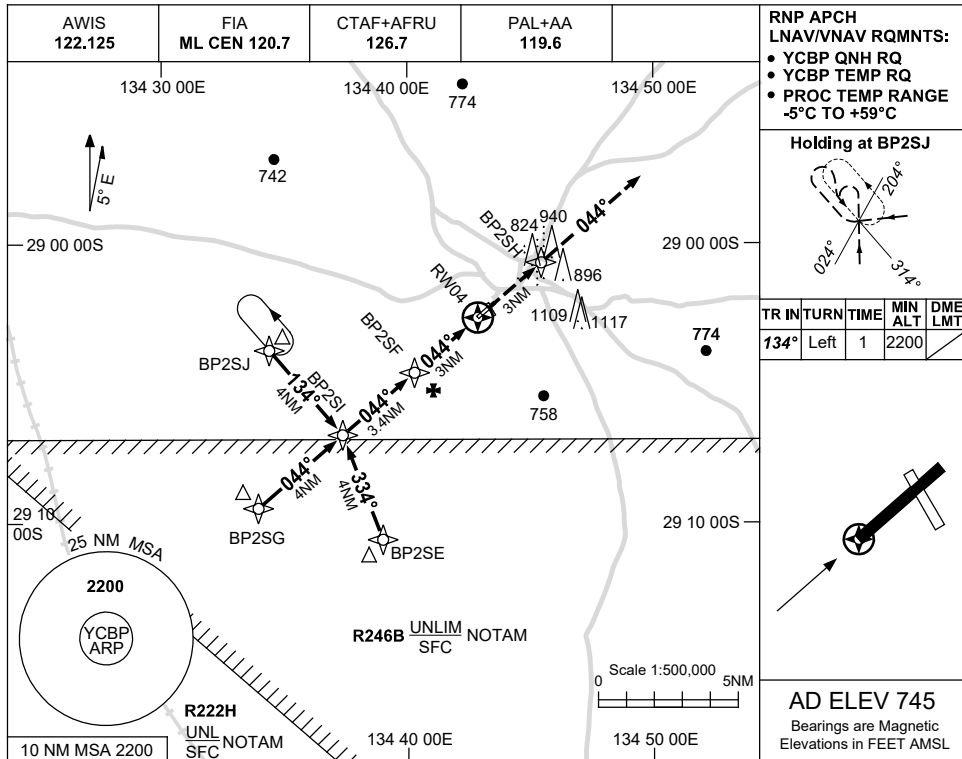 AWIS
122.125
FIA
ML CEN 120.7
CTAF+AFRU
126.7
PAL+AA
119.6
RNP APCH
LNAV/VNAV RQMNTS:
• YCBP QNH RQ
• YCBP TEMP RQ
• PROC TEMP RANGE
-5°C TO +59°C
134 30 00E
134 40 00E
134 50 00E
774
742
5° E
Holding at BP2SJ
204°
024°
314°
TR IN TURN TIME MIN ALT DME LMT
134° Left 1 2200
29 00 00S
29 00 00S
BP2SH
824
940
896
1109
1117
044°
3NM
RW04
BP2SF
044°
3NM
774
758
BP2SJ
134°
4NM
BP2SI
044°
3.4NM
044°
4NM
334°
4NM
BP2SG
BP2SE
29 10
00S
29 10 00S
25 NM MSA
2200
YCBP
ARP
R246B UNLIM
SFC NOTAM
R222H
UNL
SFC NOTAM
Scale 1:500,000
0 5NM
134 40 00E
134 50 00E
10 NM MSA 2200
AD ELEV 745
Bearings are Magnetic
Elevations in FEET AMSL